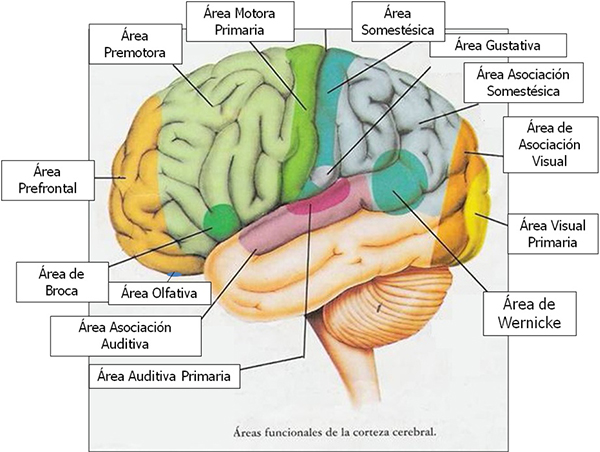 Área
Premotora
Área Motora
Primaria
Área
Somestésica
Área Gustativa
Área Asociación
Somestésica
Área de
Asociación
Visual
Área
Prefrontal
Área Visual
Primaria
Área de
Broca
Área Olfativa
Área de
Wernicke
Área Asociación
Auditiva
Área Auditiva Primaria
Áreas funcionales de la corteza cerebral.